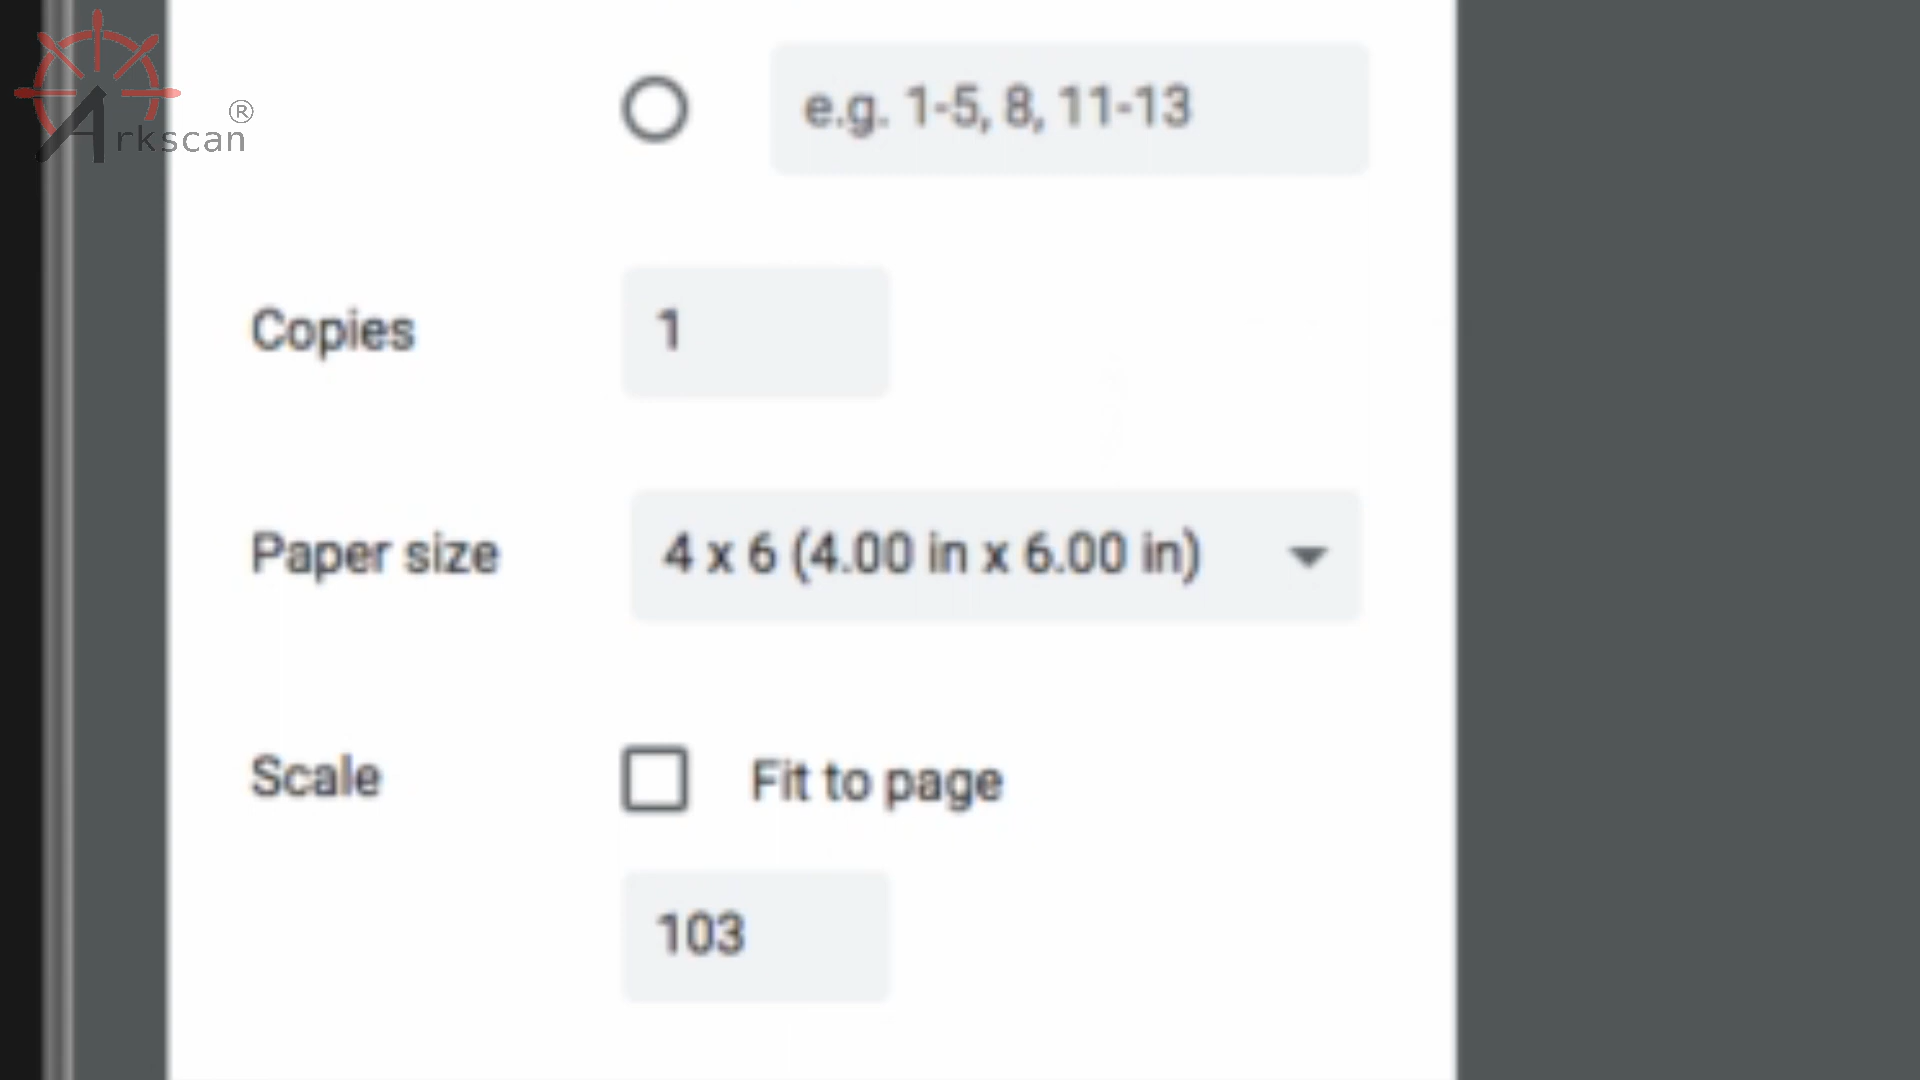 Arkscan®
e.g. 1-5, 8, 11-13
Copies 1
Paper size 4 x 6 (4.00 in x 6.00 in)
Scale Fit to page
103